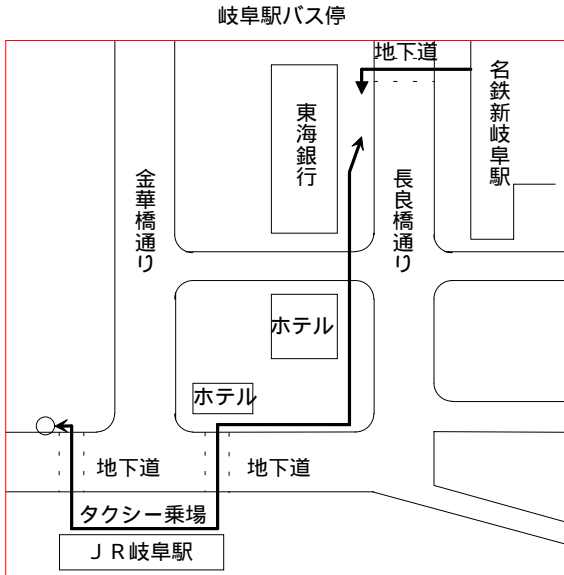 岐阜駅バス停
地下道
名鉄新岐阜駅
東海銀行
金華橋通り
長良橋通り
ホテル
ホテル
地下道
地下道
タクシー乗場
ＪＲ岐阜駅